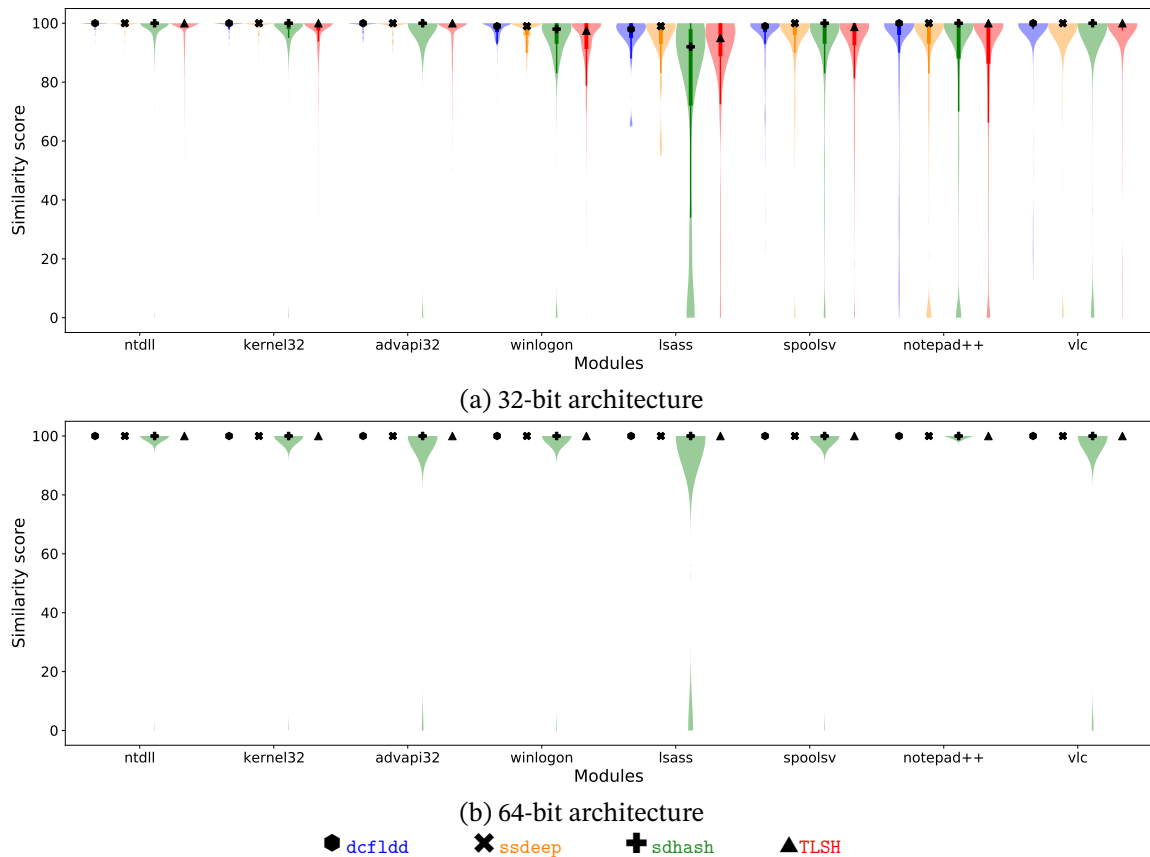 100
80
60
40
20
0
Similarity score
ntdll kernel32 advapi32 winlogon lsass spoolsv notepad++ vlc
Modules
(a) 32-bit architecture
100
80
60
40
20
0
Similarity score
ntdll kernel32 advapi32 winlogon lsass spoolsv notepad++ vlc
Modules
(b) 64-bit architecture
dcfldd ssdeep sdhash TLSH